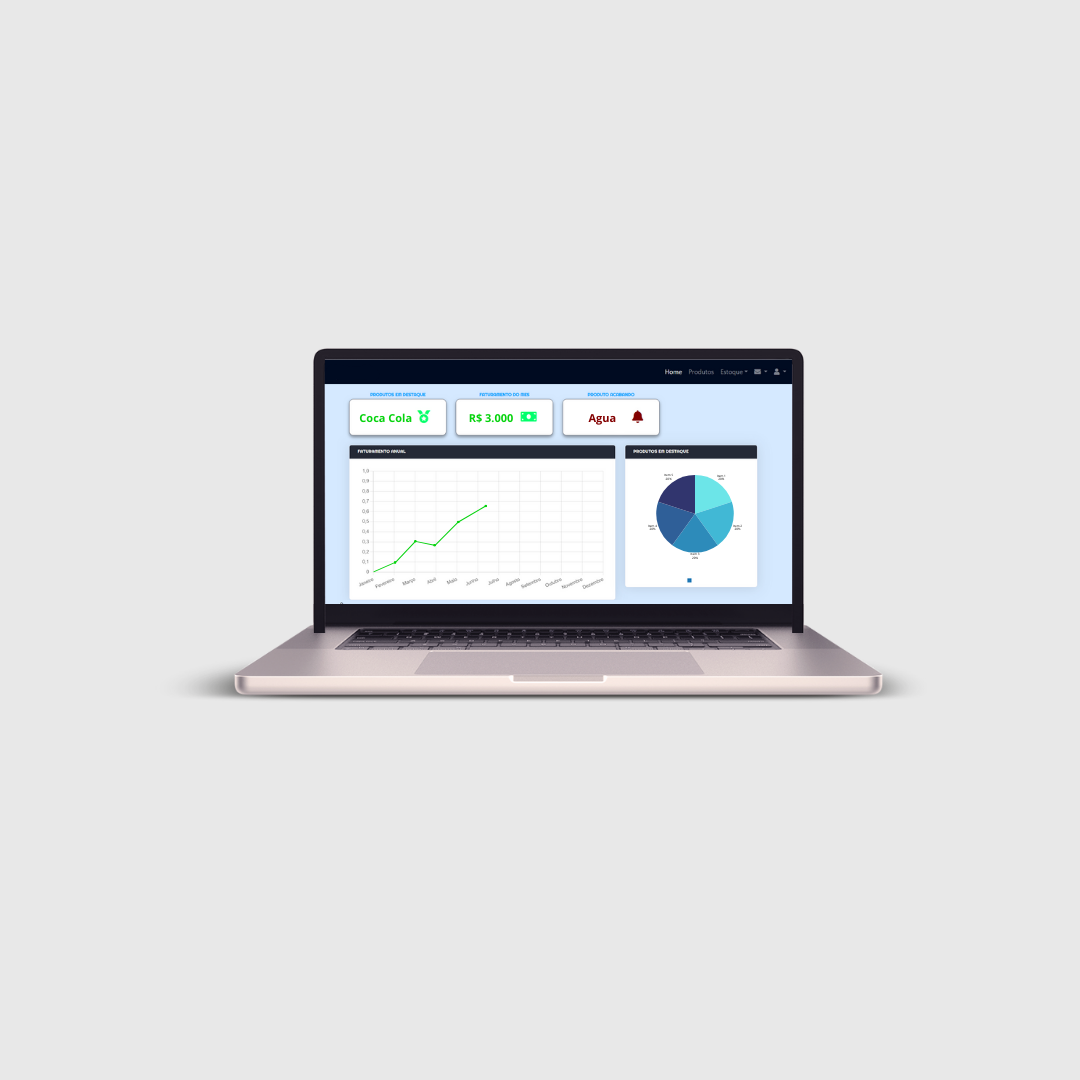 Home Produtos Estoque
PRODUTOS EM DESTAQUE FATURAMENTO DO MES PRODUTO ACABANDO
Coca Cola R$ 3.000 Agua
FATURAMENTO ANUAL PRODUTOS EM DESTAQUE
1,0
0,9
0,8
0,7
0,6
0,5
0,4
0,3
0,2
0,1
0
Janeiro Fevereiro Março Abril Maio Junho Julho Agosto Setembro Outubro Novembro Dezembro